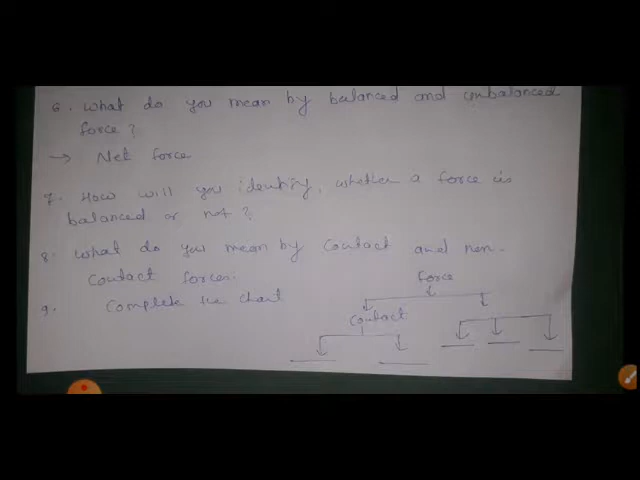 6. What do you mean by balanced and unbalanced
force?
→ Net force
7. How will you identify, whether a force is
balanced or not?
8. What do you mean by Contact and non-
Contact forces.
9. Complete the chart
force
Contact